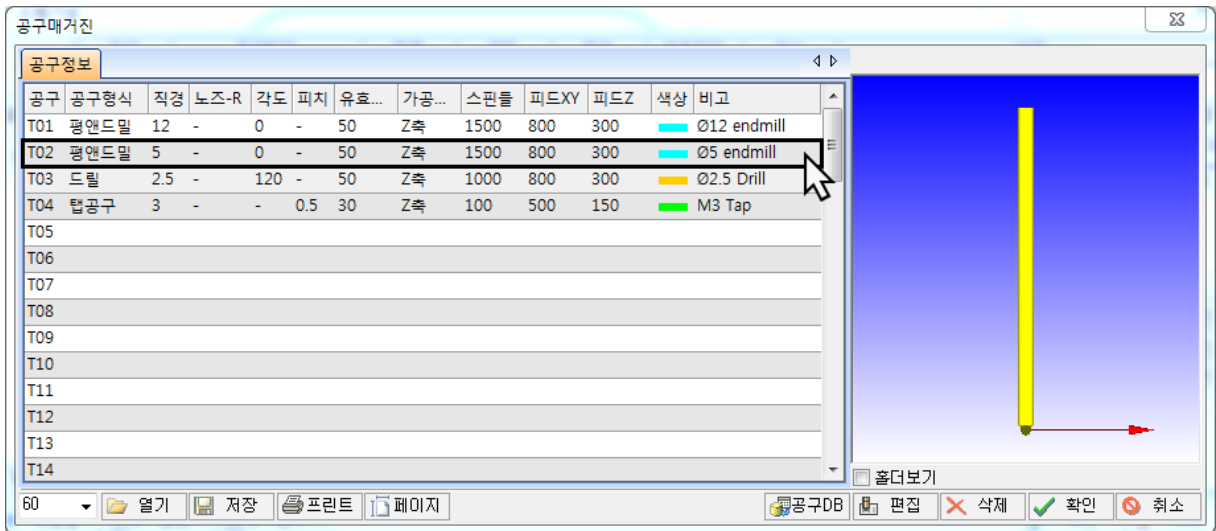 공구매거진
공구정보
공구 공구형식 직경 노즈-R 각도 피치 유효... 가공... 스핀들 피드XY 피드Z 색상 비고
T01 평앤드밀 12 - 0 - 50 Z축 1500 800 300 Ø12 endmill
T02 평앤드밀 5 - 0 - 50 Z축 1500 800 300 Ø5 endmill
T03 드릴 2.5 - 120 - 50 Z축 1000 800 300 Ø2.5 Drill
T04 탭공구 3 - - 0.5 30 Z축 100 500 150 M3 Tap
T05
T06
T07
T08
T09
T10
T11
T12
T13
T14
홀더보기
60 열기 저장 프린트 페이지 공구DB 편집 삭제 확인 취소